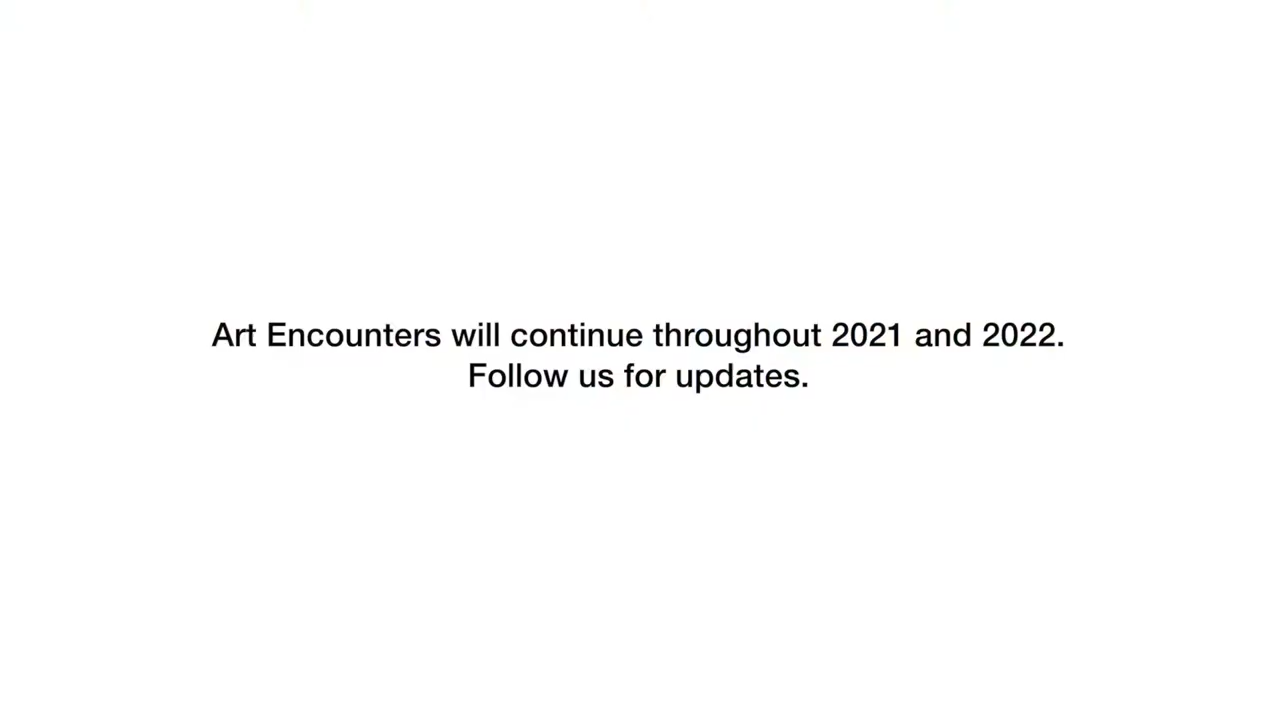 Art Encounters will continue throughout 2021 and 2022.
Follow us for updates.